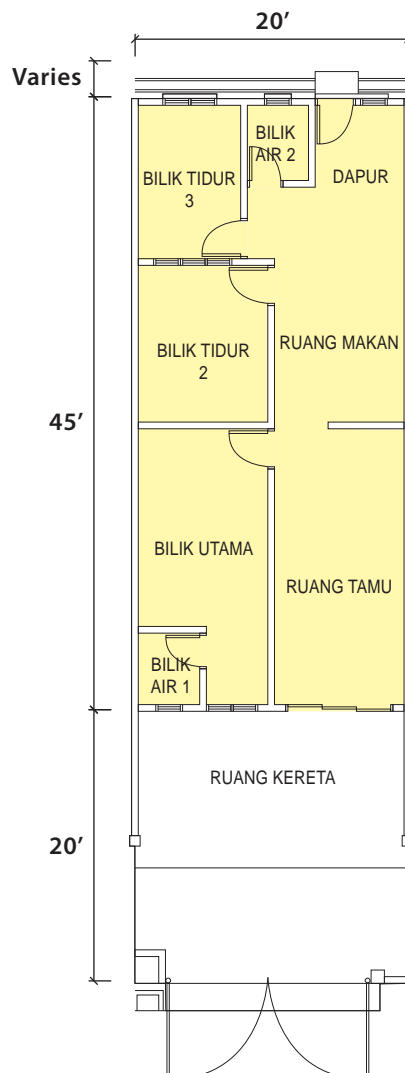 20’
Varies
BILIK
AIR 2
BILIK TIDUR
3
DAPUR
BILIK TIDUR
2
RUANG MAKAN
45’
BILIK UTAMA
RUANG TAMU
BILIK
AIR 1
RUANG KERETA
20’